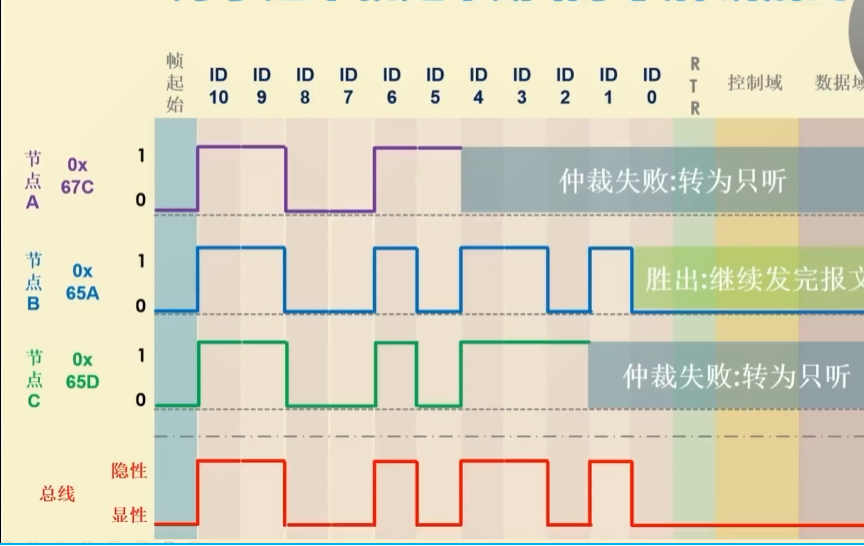 帧起始 ID 10 ID 9 ID 8 ID 7 ID 6 ID 5 ID 4 ID 3 ID 2 ID 1 ID 0 RTR 控制域 数据域
节点A 0x 67C 1 0 仲裁失败:转为只听
节点B 0x 65A 1 0 胜出:继续发完报文
节点C 0x 65D 1 0 仲裁失败:转为只听
总线 隐性 显性